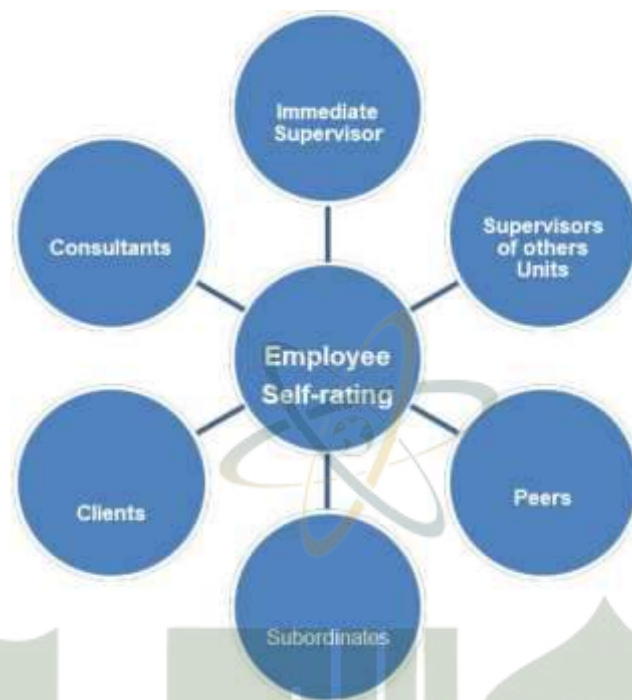 Immediate
Supervisor
Supervisors
of others
Units
Consultants
Employee
Self-rating
Peers
Clients
Subordinates